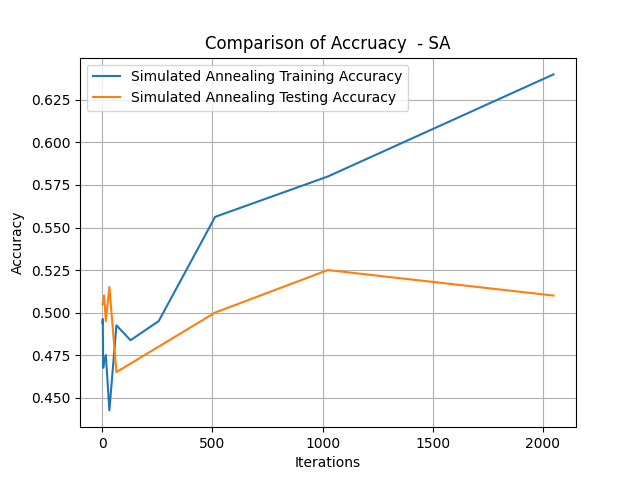 Comparison of Accruacy  - SA
Simulated Annealing Training Accuracy
Simulated Annealing Testing Accuracy
0.625
0.600
0.575
0.550
0.525
0.500
0.475
0.450
Accuracy
0 500 1000 1500 2000
Iterations